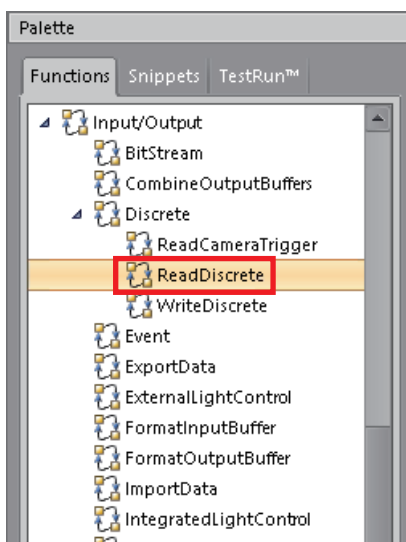 Palette
Functions Snippets TestRun™
Input/Output
BitStream
CombineOutputBuffers
Discrete
ReadCameraTrigger
ReadDiscrete
WriteDiscrete
Event
ExportData
ExternalLightControl
FormatInputBuffer
FormatOutputBuffer
ImportData
IntegratedLightControl